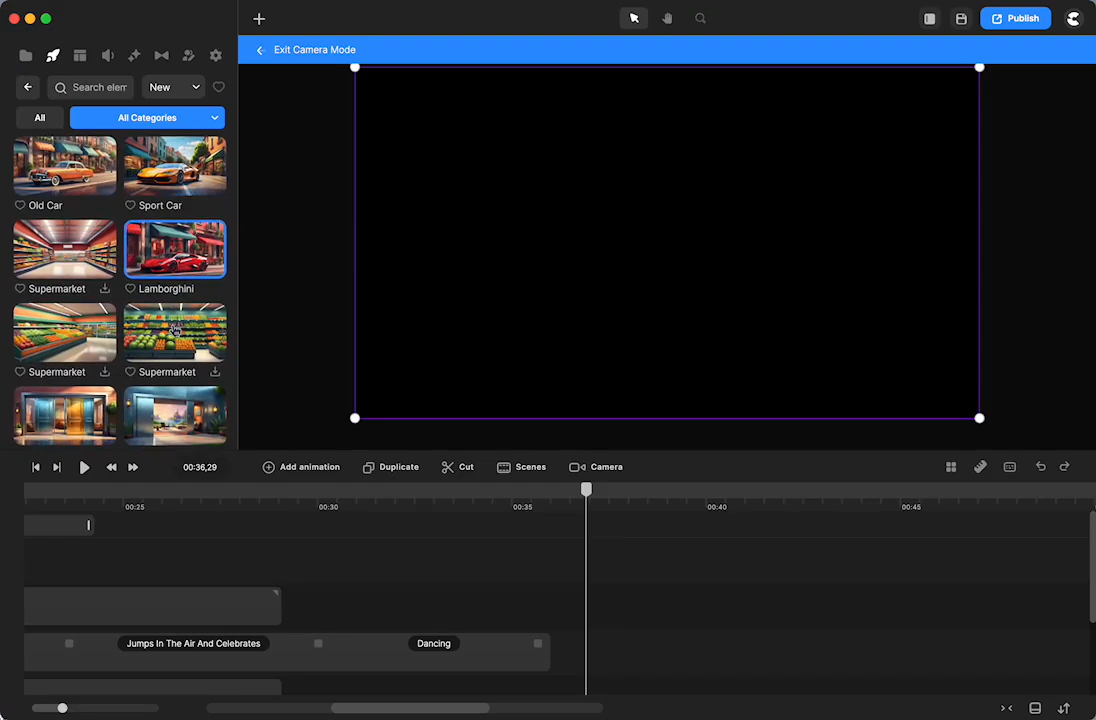 Publish
Exit Camera Mode
Search elem
New
All
All Categories
Old Car
Sport Car
Supermarket
Lamborghini
Supermarket
Supermarket
00:36,29
Add animation
Duplicate
Cut
Scenes
Camera
00:25
00:30
00:35
00:40
00:45
Jumps In The Air And Celebrates
Dancing